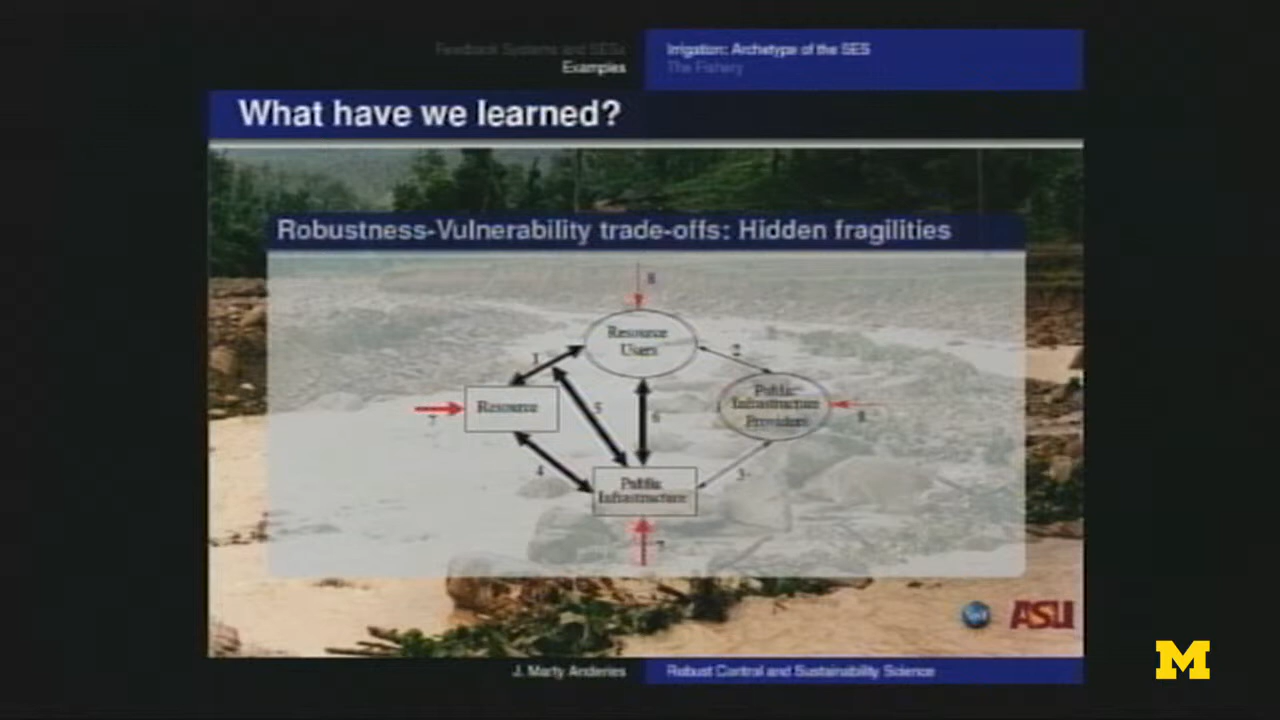 Feedback Systems and SESs
Examples
Irrigation: Archetype of the SES
The Fishery
What have we learned?
Robustness-Vulnerability trade-offs: Hidden fragilities
8
Resource
Users
1
2
Public
Infrastructure
Providers
8
Resource
7
5
6
4
3
Public
Infrastructure
7
ASU
M
J. Marty Anderies
Robust Control and Sustainability Science